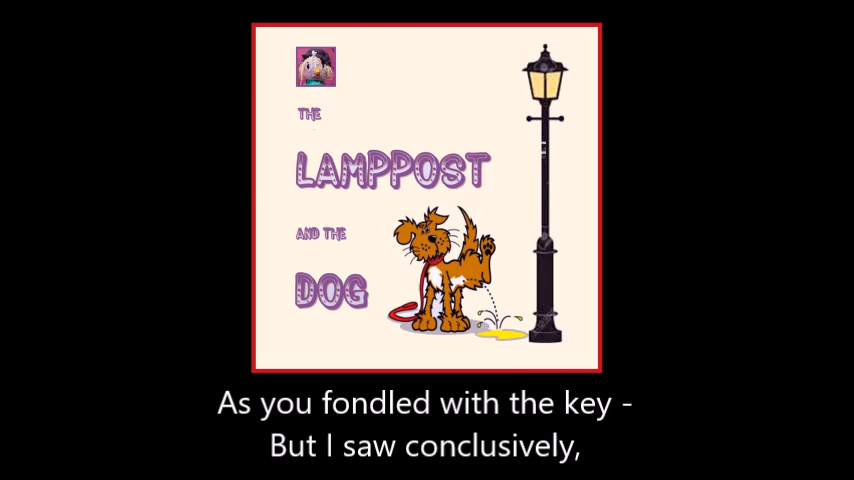 THE
LAMPPOST
AND THE
DOG
As you fondled with the key -
But I saw conclusively,